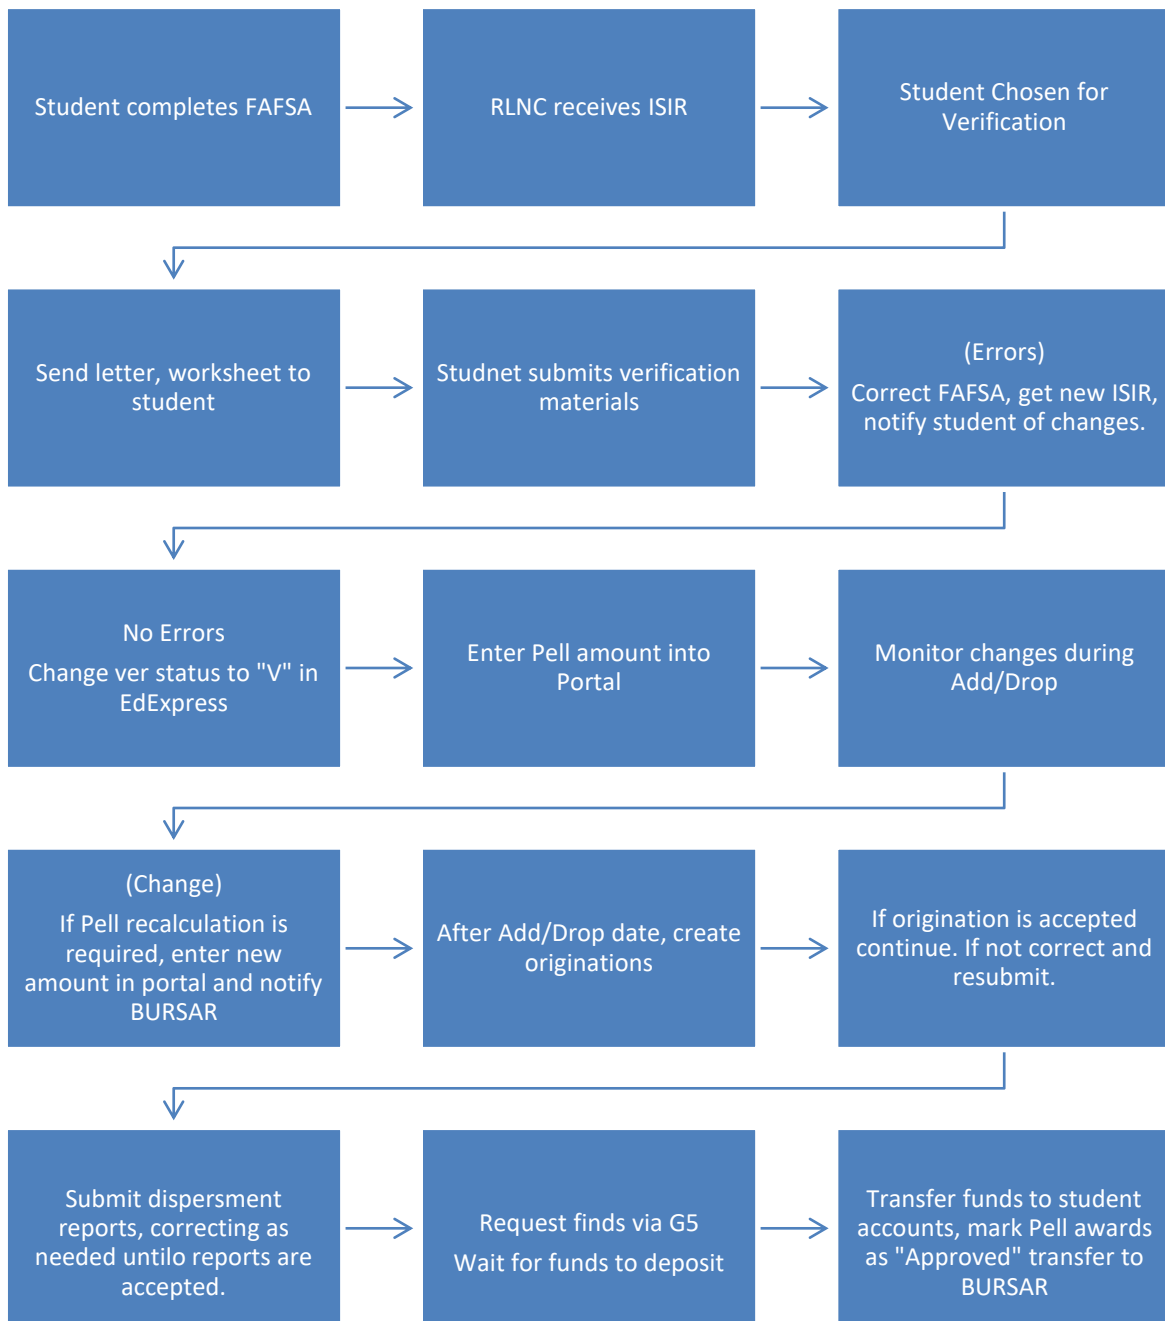 Student completes FAFSA
RLNC receives ISIR
Student Chosen for
Verification
Send letter, worksheet to
student
Studnet submits verification
materials
(Errors)
Correct FAFSA, get new ISIR,
notify student of changes.
No Errors
Change ver status to "V" in
EdExpress
Enter Pell amount into
Portal
Monitor changes during
Add/Drop
(Change)
If Pell recalculation is
required, enter new
amount in portal and notify
BURSAR
After Add/Drop date, create
originations
If origination is accepted
continue. If not correct and
resubmit.
Submit dispersment
reports, correcting as
needed untilo reports are
accepted.
Request finds via G5
Wait for funds to deposit
Transfer funds to student
accounts, mark Pell awards
as "Approved" transfer to
BURSAR